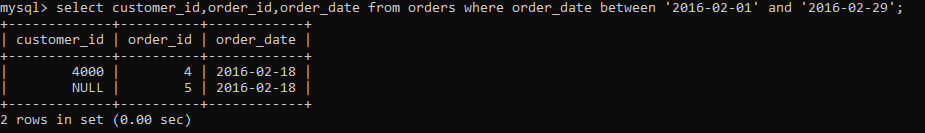 mysql> select customer_id,order_id,order_date from orders where order_date between '2016-02-01' and '2016-02-29';
+-------------+----------+------------+
| customer_id | order_id | order_date |
+-------------+----------+------------+
|        4000 |        4 | 2016-02-18 |
|        NULL |        5 | 2016-02-18 |
+-------------+----------+------------+
2 rows in set (0.00 sec)